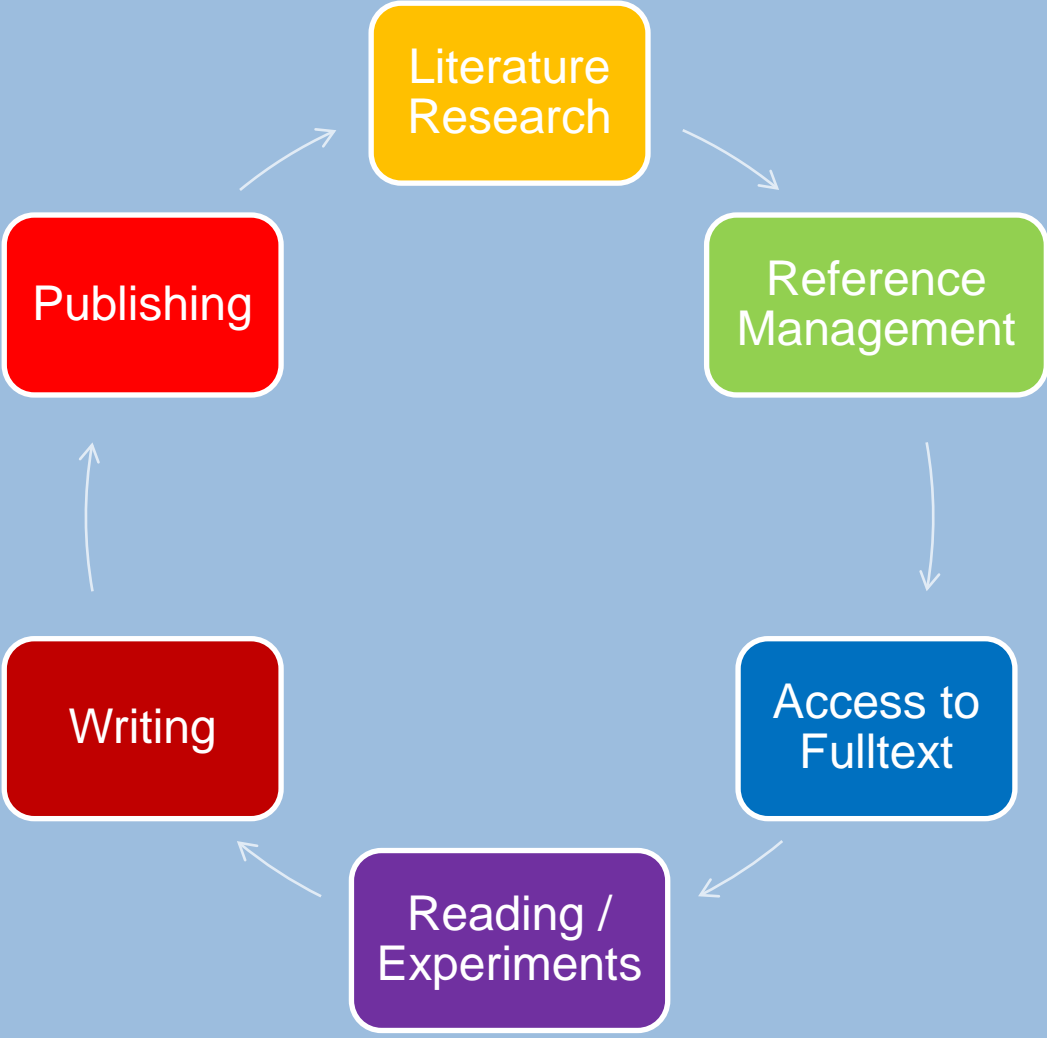 Literature
Research
Reference
Management
Access to
Fulltext
Reading /
Experiments
Writing
Publishing